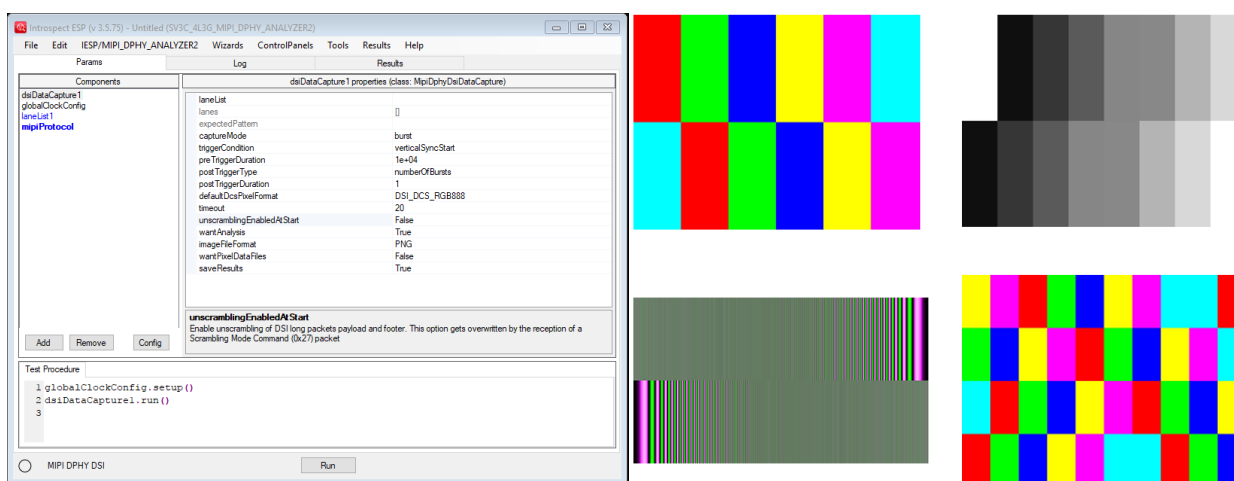 Introspect ESP (v 3.5.75) - Untitled (SV3C_4L3G_MIPI_DPHY_ANALYZER2)
File Edit IESP/MIPI_DPHY_ANALYZER2 Wizards ControlPanels Tools Results Help
Params Log Results
Components
dsiDataCapture1
globalClockConfig
laneList1
mipiProtocol
Add Remove Config
dsiDataCapture1 properties (class: MipiDphyDsiDataCapture)
laneList
lanes []
expectedPattern
captureMode burst
triggerCondition verticalSyncStart
preTriggerDuration 1e+04
postTriggerType numberOfBursts
postTriggerDuration 1
defaultDcsPixelFormat DSI_DCS_RGB888
timeout 20
unscramblingEnabledAtStart False
wantAnalysis True
imageFileFormat PNG
wantPixelDataFiles False
saveResults True
unscramblingEnabledAtStart
Enable unscrambling of DSI long packets payload and footer. This option gets overwritten by the reception of a
Scrambling Mode Command (0x27) packet
Test Procedure
1 globalClockConfig.setup()
2 dsiDataCapture1.run()
3
MIPI DPHY DSI Run